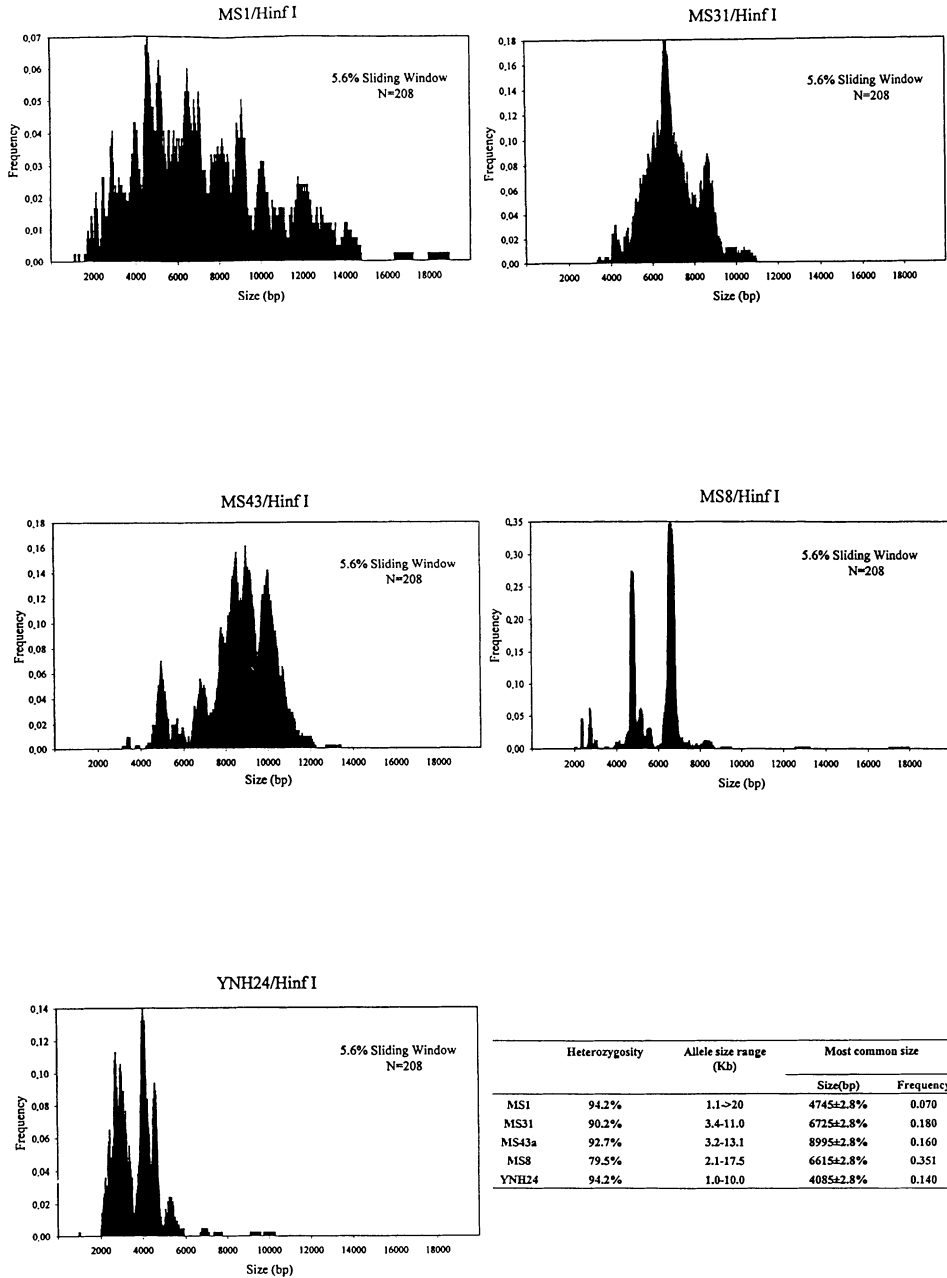 MS1/Hinf I
0,07
0,06
0,05
0,04
0,03
0,02
0,01
0,00
Frequency
5.6% Sliding Window
N=208
2000 4000 6000 8000 10000 12000 14000 16000 18000
Size (bp)
MS31/Hinf I
0,18
0,16
0,14
0,12
0,10
0,08
0,06
0,04
0,02
0,00
Frequency
5.6% Sliding Window
N=208
2000 4000 6000 8000 10000 12000 14000 16000 18000
Size (bp)
MS43/Hinf I
0,18
0,16
0,14
0,12
0,10
0,08
0,06
0,04
0,02
0,00
Frequency
5.6% Sliding Window
N=208
2000 4000 6000 8000 10000 12000 14000 16000 18000
Size (bp)
MS8/Hinf I
0,35
0,30
0,25
0,20
0,15
0,10
0,05
0,00
Frequency
5.6% Sliding Window
N=208
2000 4000 6000 8000 10000 12000 14000 16000 18000
Size (bp)
YNH24/Hinf I
0,14
0,12
0,10
0,08
0,06
0,04
0,02
0,00
Frequency
5.6% Sliding Window
N=208
2000 4000 6000 8000 10000 12000 14000 16000 18000
Size (bp)
Heterozygosity Allele size range Most common size
(Kb)
Size(bp) Frequency
MS1 94.2% 1.1->20 4745±2.8% 0.070
MS31 90.2% 3.4-11.0 6725±2.8% 0.180
MS43a 92.7% 3.2-13.1 8995±2.8% 0.160
MS8 79.5% 2.1-17.5 6615±2.8% 0.351
YNH24 94.2% 1.0-10.0 4085±2.8% 0.140